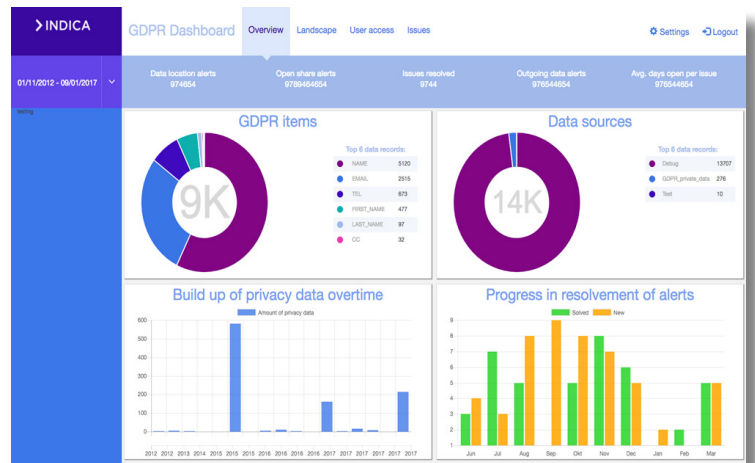 INDICA
GDPR Dashboard Overview Landscape User access Issues Settings Logout
01/11/2012 - 09/01/2017
Data location alerts Open share alerts Issues resolved Outgoing data alerts Avg. days open per issue
974654 9789464654 9744 976544654 976544654
testing
GDPR items
Top 6 data records:
NAME 5120
EMAIL 2515
TEL 673
FIRST_NAME 477
LAST_NAME 97
CC 32
9K
Data sources
Top 6 data records:
Debug 13707
GDPR_private_data 276
Test 10
14K
Build up of privacy data overtime
Amount of privacy data
600
500
400
300
200
100
0
2012 2012 2013 2014 2015 2015 2015 2016 2016 2016 2016 2017 2017 2017 2017 2017
Progress in resolvement of alerts
Solved New
9
8
7
6
5
4
3
2
1
Jun Jul Aug Sep Okt Nov Dec Jan Feb Mar